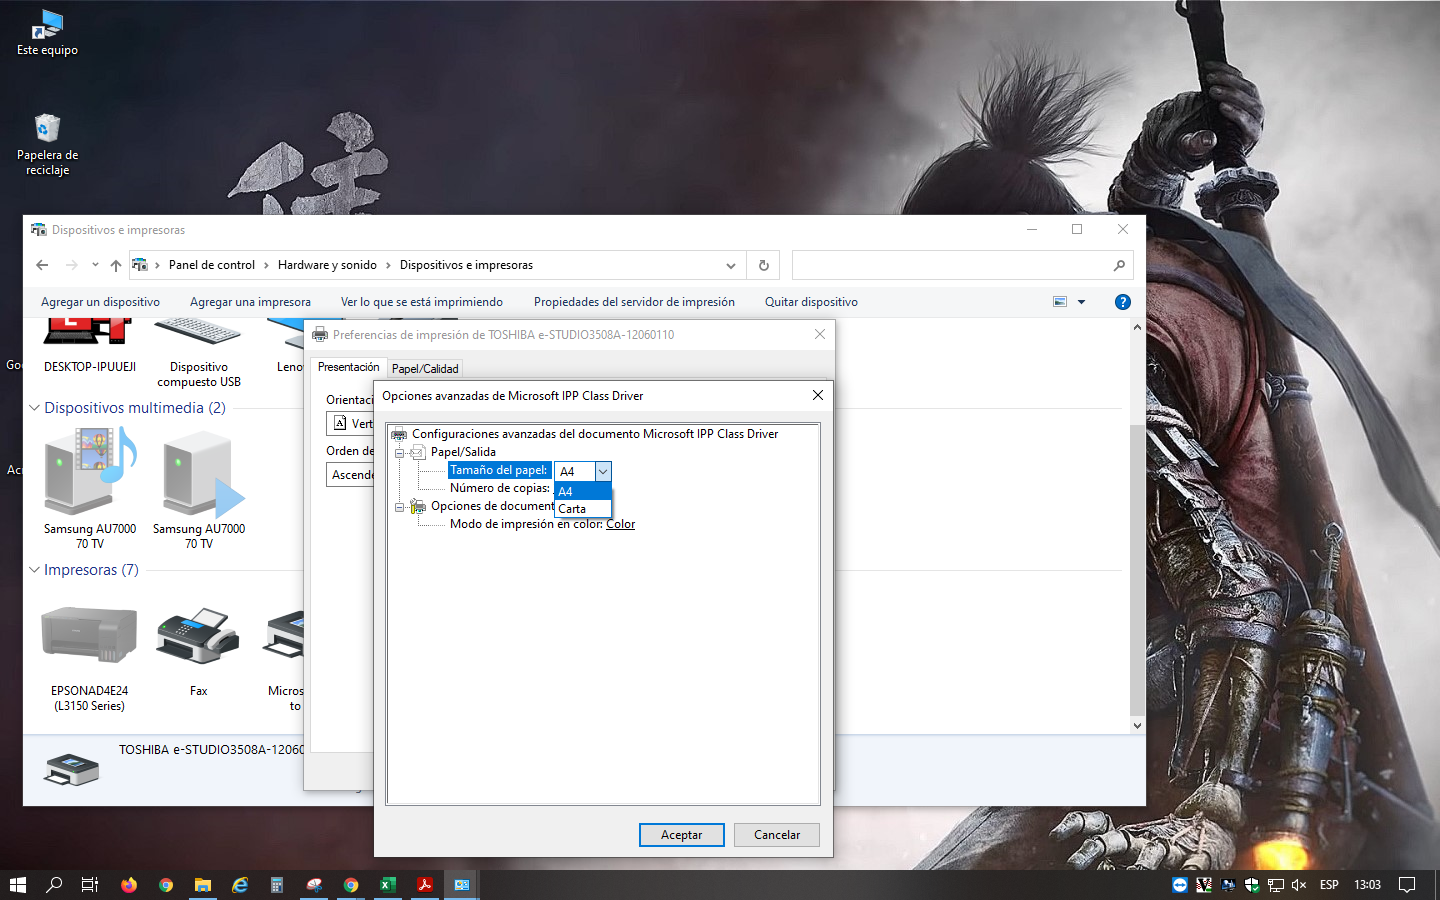 Este equipo
Papelera de
reciclaje
Dispositivos e impresoras
Panel de control
Hardware y sonido
Dispositivos e impresoras
Agregar un dispositivo
Agregar una impresora
Ver lo que se está imprimiendo
Propiedades del servidor de impresión
Quitar dispositivo
Preferencias de impresión de TOSHIBA e-STUDIO3508A-12060110
Presentación
Papel/Calidad
Orientaci
Vert
Orden de
Ascende
Goo
Acr
DESKTOP-IPUUEJI
Dispositivo
compuesto USB
Leno
Dispositivos multimedia (2)
Samsung AU7000
70 TV
Samsung AU7000
70 TV
Impresoras (7)
EPSONAD4E24
(L3150 Series)
Fax
Micros
to
TOSHIBA e-STUDIO3508A-12060
Opciones avanzadas de Microsoft IPP Class Driver
Configuraciones avanzadas del documento Microsoft IPP Class Driver
Papel/Salida
Tamaño del papel: A4
A4
Carta
Número de copias:
Opciones de document
Modo de impresión en color: Color
Aceptar
Cancelar
ESP
13:03